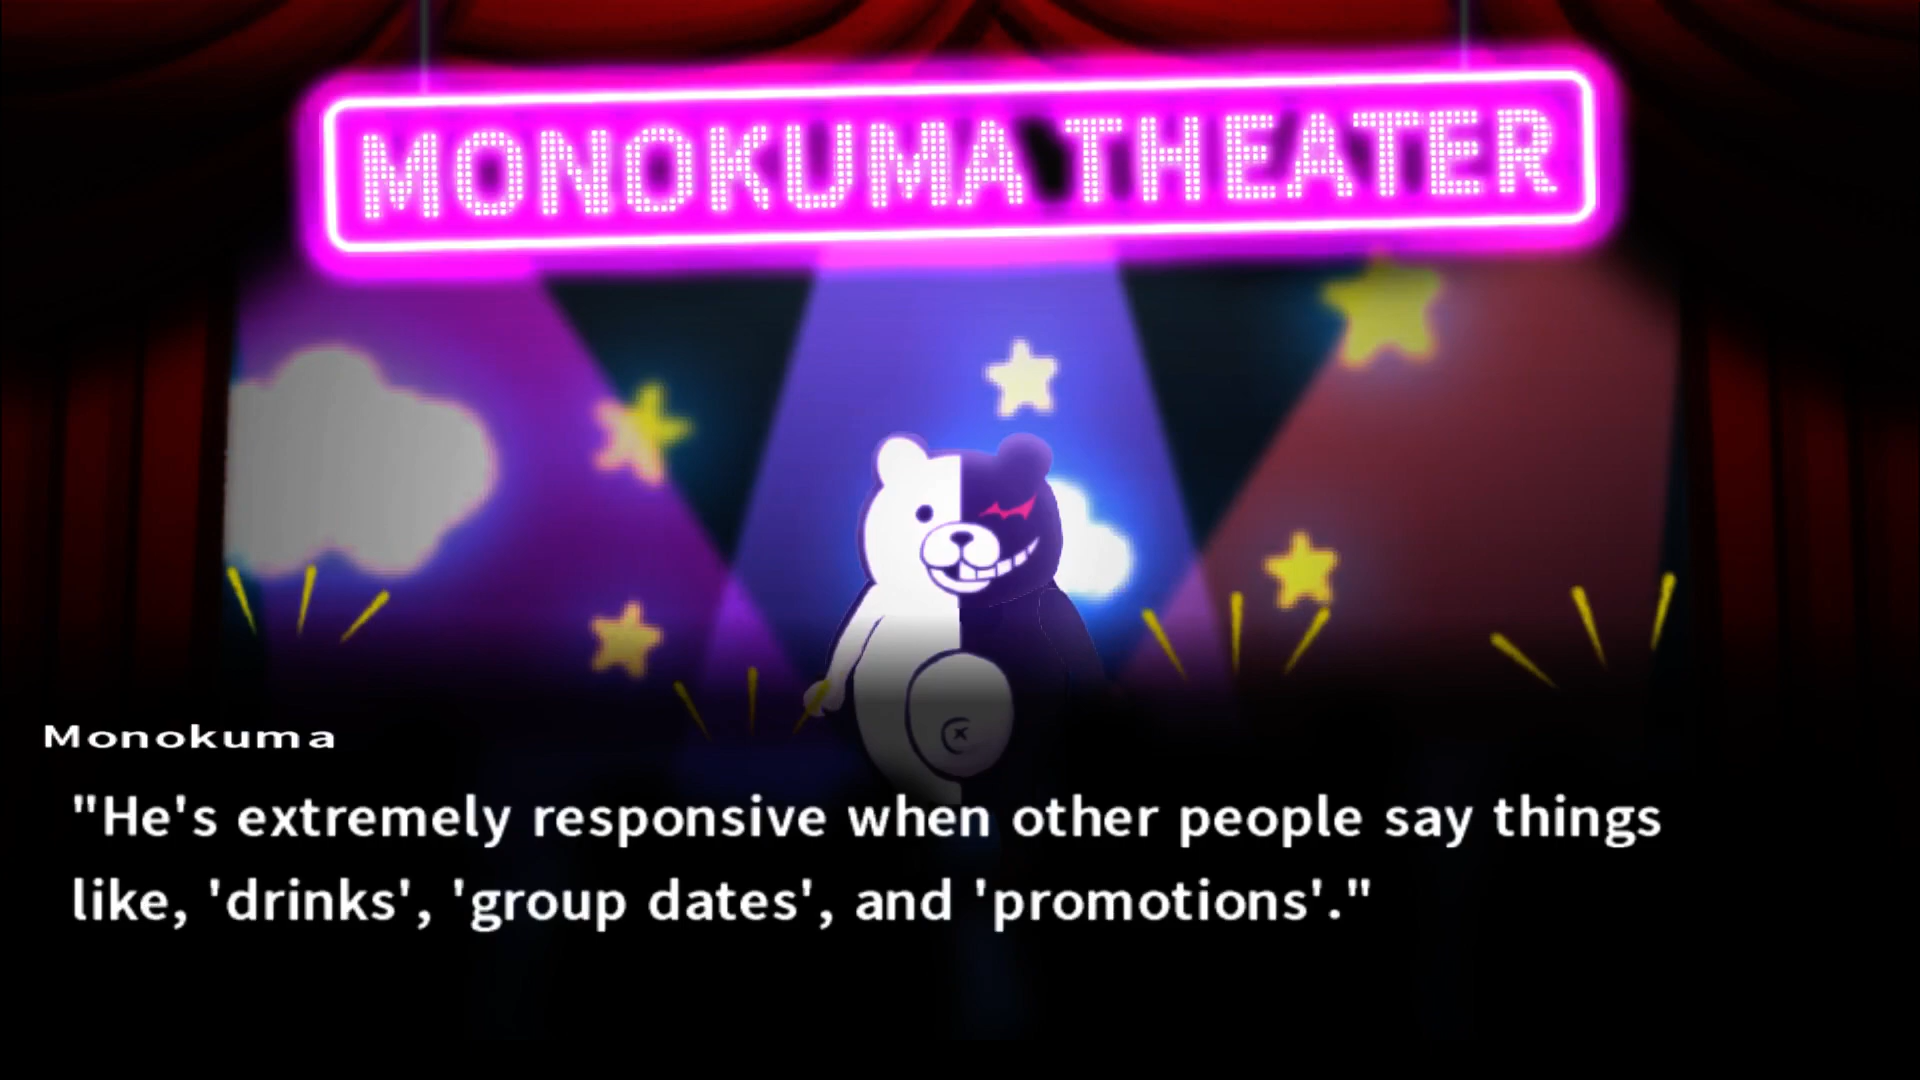 MONOKUMA THEATER
Monokuma
"He's extremely responsive when other people say things
like, 'drinks', 'group dates', and 'promotions'."